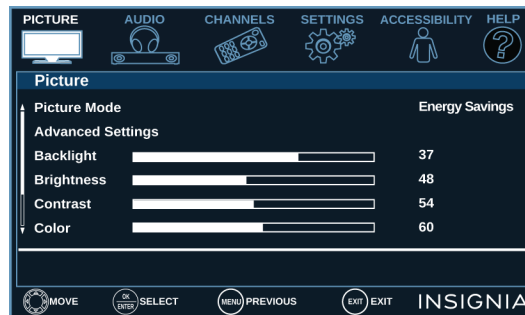 PICTURE AUDIO CHANNELS SETTINGS ACCESSIBILITY HELP
Picture
Picture Mode Energy Savings
Advanced Settings
Backlight 37
Brightness 48
Contrast 54
Color 60
MOVE OK ENTER SELECT MENU PREVIOUS EXIT EXIT INSIGNIA